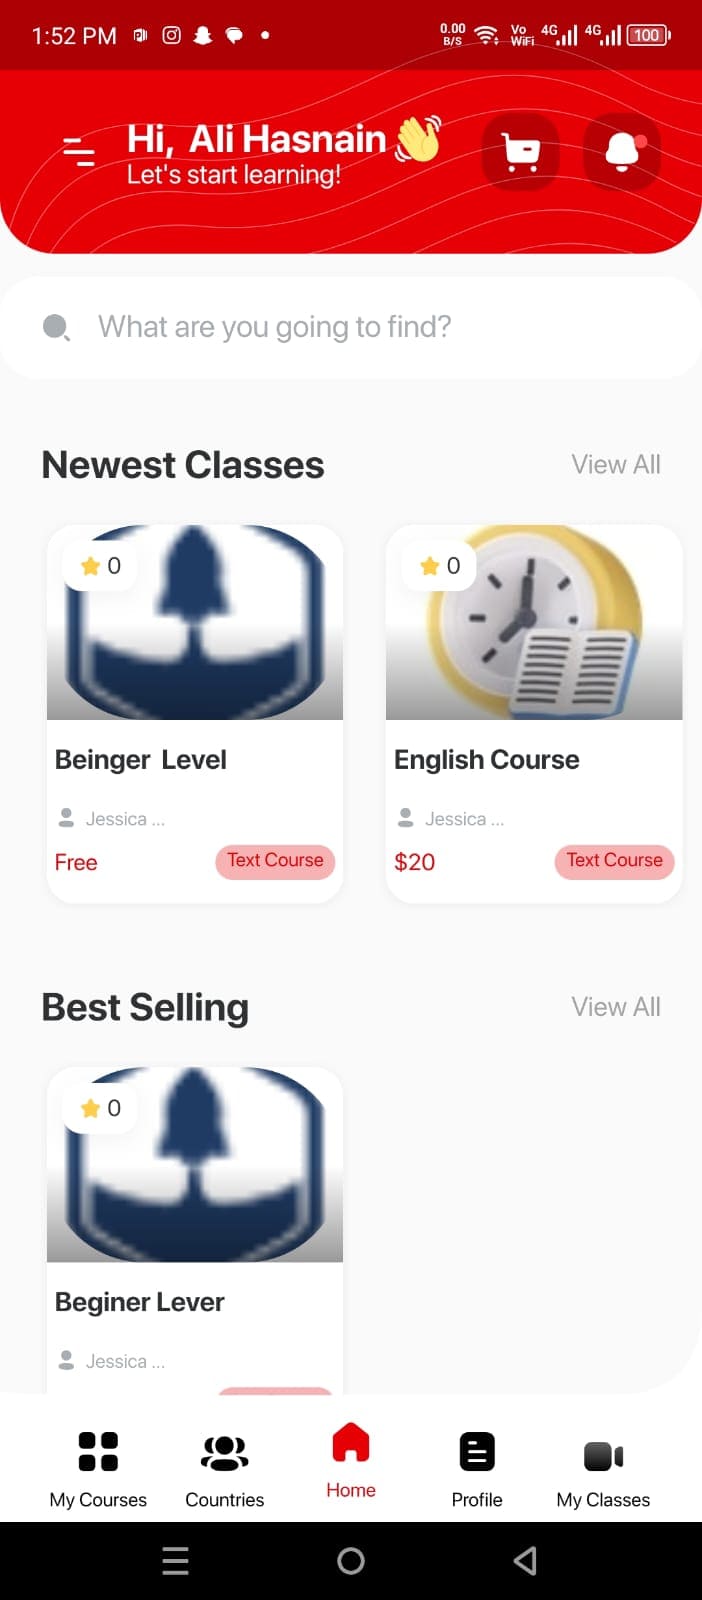 1:52 PM
0.00 B/S
Vo WiFi
4G
4G
100
Hi, Ali Hasnain 👋
Let's start learning!
What are you going to find?
Newest Classes
View All
0
0
Beinger Level
English Course
Jessica ...
Jessica ...
Free
Text Course
$20
Text Course
Best Selling
View All
0
Beginer Lever
Jessica ...
My Courses
Countries
Home
Profile
My Classes